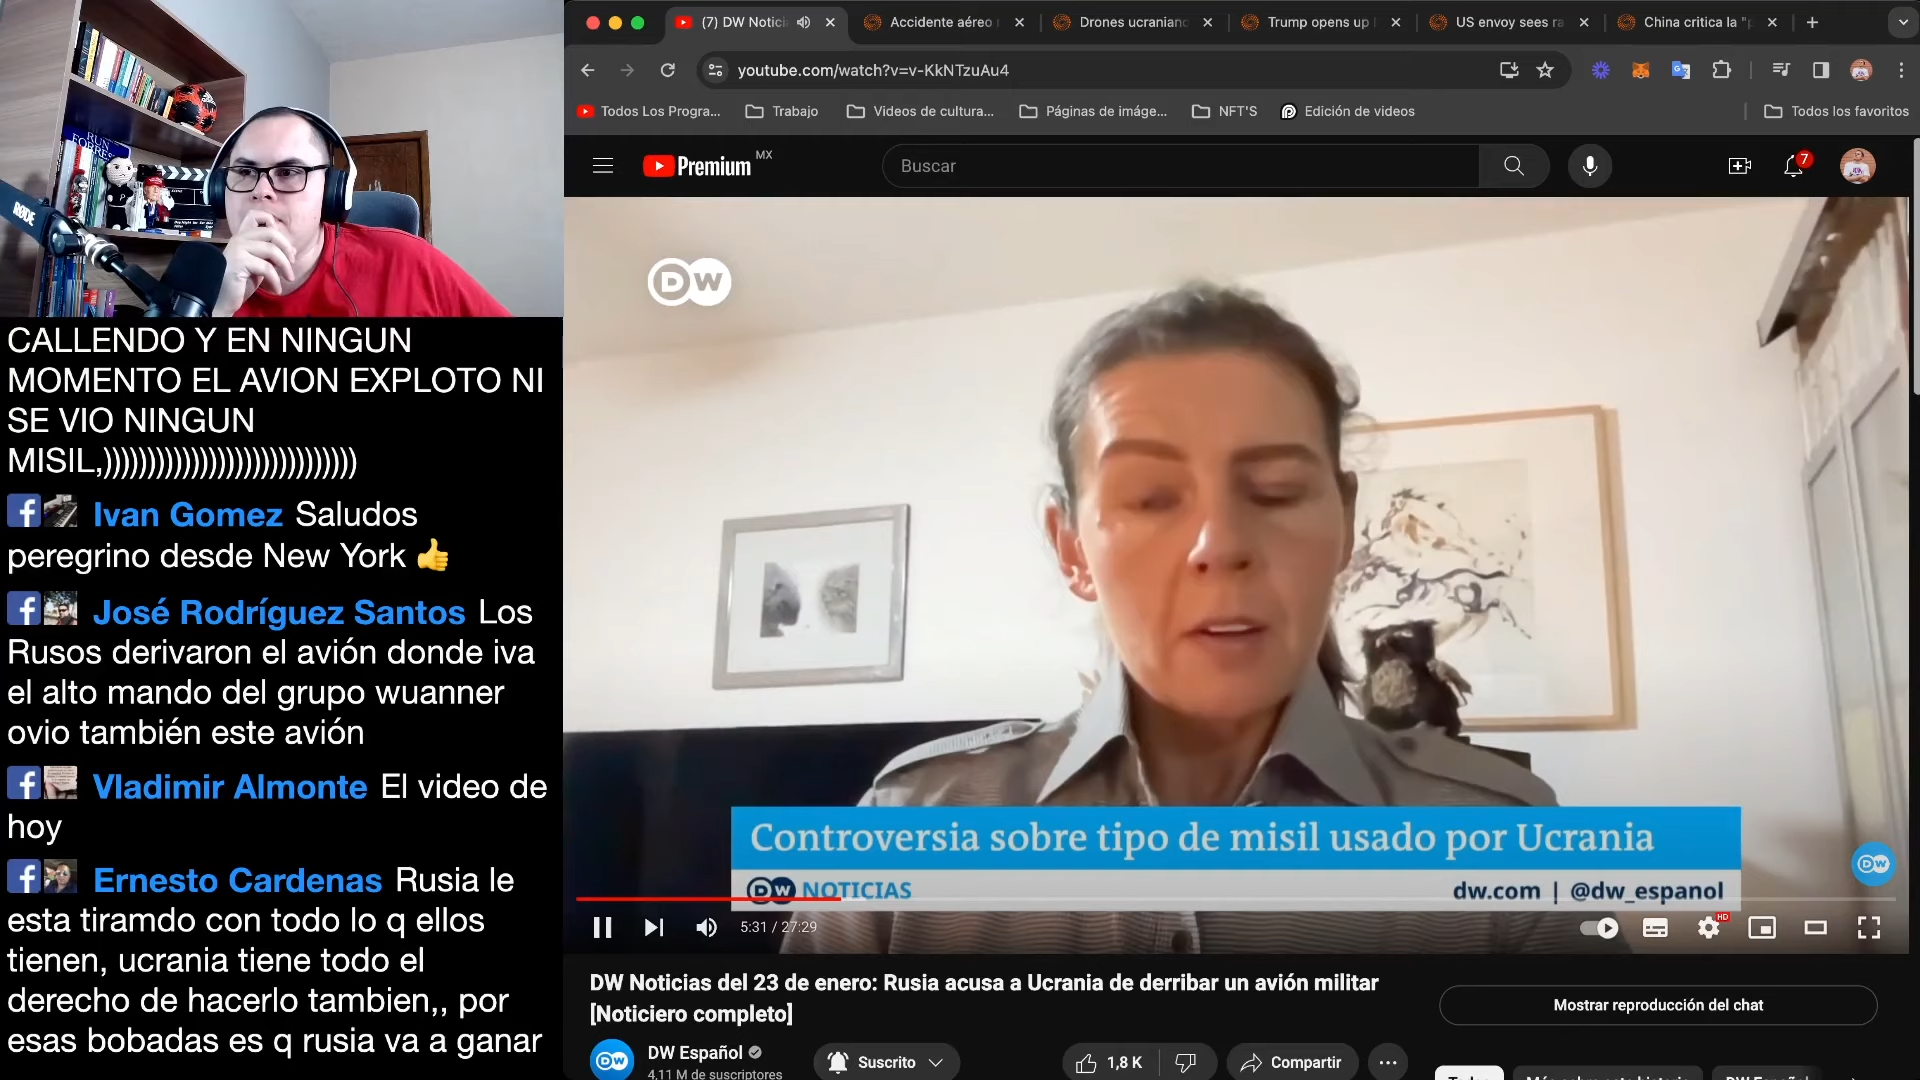 (7) DW Notici
Accidente aéreo
Drones ucraniano
Trump opens up
US envoy sees ra
China critica la "p
youtube.com/watch?v=v-KkNTzuAu4
Todos Los Progra...
Trabajo
Videos de cultura...
Páginas de imáge...
NFT'S
Edición de videos
Todos los favoritos
Premium MX
Buscar
7
RUN
FORRES
RØDE
CALLENDO Y EN NINGUN
MOMENTO EL AVION EXPLOTO NI
SE VIO NINGUN
MISIL,)))))))))))))))))))))))))))))
Ivan Gomez Saludos
peregrino desde New York 👍
José Rodríguez Santos Los
Rusos derivaron el avión donde iva
el alto mando del grupo wuanner
ovio también este avión
Vladimir Almonte El video de
hoy
Ernesto Cardenas Rusia le
esta tiramdo con todo lo q ellos
tienen, ucrania tiene todo el
derecho de hacerlo tambien,, por
esas bobadas es q rusia va a ganar
DW
Controversia sobre tipo de misil usado por Ucrania
DW NOTICIAS
dw.com | @dw_espanol
DW
5:31 / 27:29
HD
DW Noticias del 23 de enero: Rusia acusa a Ucrania de derribar un avión militar
[Noticiero completo]
Mostrar reproducción del chat
DW
DW Español
4,11 M de suscriptores
Suscrito
1,8 K
Compartir